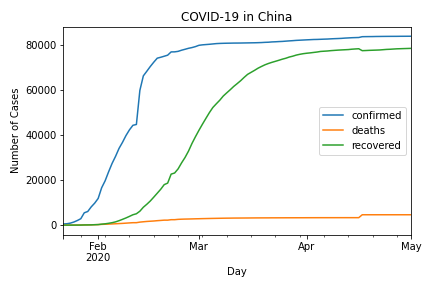 COVID-19 in China
Number of Cases
80000
60000
40000
20000
0
confirmed
deaths
recovered
Feb
2020
Mar
Apr
May
Day